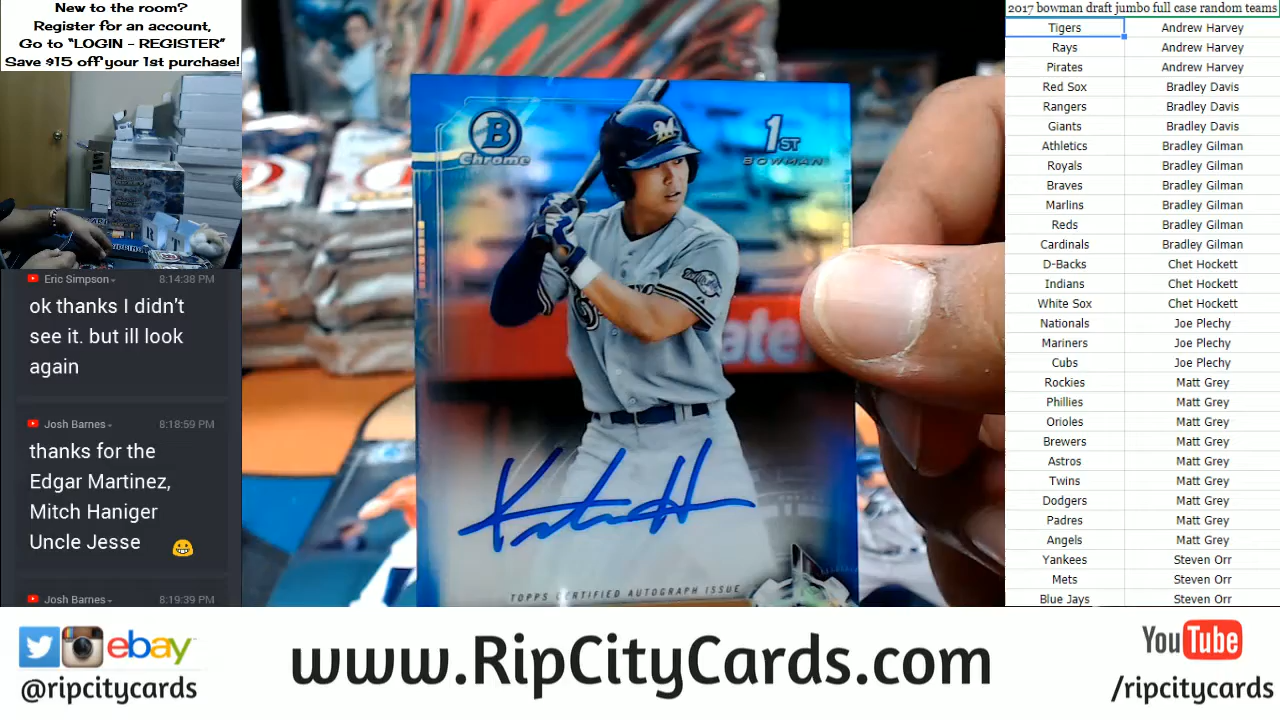 New to the room?
Register for an account,
Go to “LOGIN - REGISTER”
Save $15 off your 1st purchase!
Eric Simpson 8:14:38 PM
ok thanks I didn't
see it. but ill look
again
Josh Barnes 8:18:59 PM
thanks for the
Edgar Martinez,
Mitch Haniger
Uncle Jesse 😀
Josh Barnes 8:19:39 PM
B
Chrome
1ST
BOWMAN
ate
TOPPS CERTIFIED AUTOGRAPH ISSUE
2017 bowman draft jumbo full case random teams
Tigers Andrew Harvey
Rays Andrew Harvey
Pirates Andrew Harvey
Red Sox Bradley Davis
Rangers Bradley Davis
Giants Bradley Davis
Athletics Bradley Gilman
Royals Bradley Gilman
Braves Bradley Gilman
Marlins Bradley Gilman
Reds Bradley Gilman
Cardinals Bradley Gilman
D-Backs Chet Hockett
Indians Chet Hockett
White Sox Chet Hockett
Nationals Joe Plechy
Mariners Joe Plechy
Cubs Joe Plechy
Rockies Matt Grey
Phillies Matt Grey
Orioles Matt Grey
Brewers Matt Grey
Astros Matt Grey
Twins Matt Grey
Dodgers Matt Grey
Padres Matt Grey
Angels Matt Grey
Yankees Steven Orr
Mets Steven Orr
Blue Jays Steven Orr
ebay
@ripcitycards
www.RipCityCards.com
YouTube
/ripcitycards